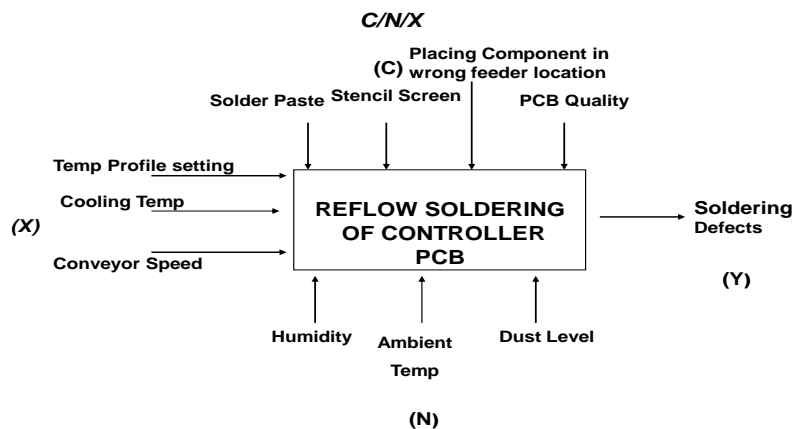 C/N/X
Placing Component in
(C) wrong feeder location
Solder Paste Stencil Screen PCB Quality
Temp Profile setting
Cooling Temp
(X)
Conveyor Speed
REFLOW SOLDERING
OF CONTROLLER
PCB
Soldering
Defects
(Y)
Humidity Ambient Dust Level
Temp
(N)